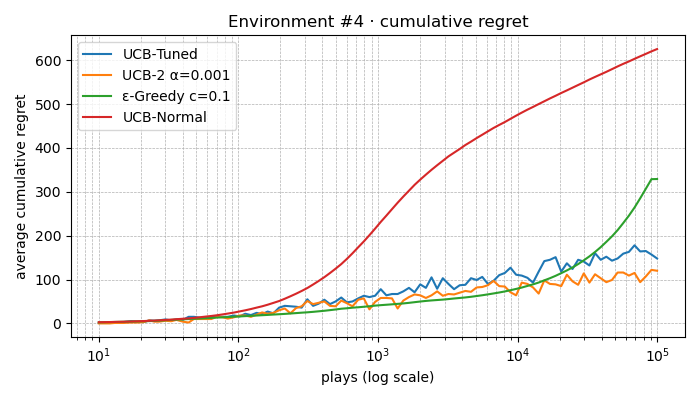 Environment #4 · cumulative regret
UCB-Tuned
UCB-2 α=0.001
ε-Greedy c=0.1
UCB-Normal
average cumulative regret
600
500
400
300
200
100
0
10¹ 10² 10³ 10⁴ 10⁵
plays (log scale)